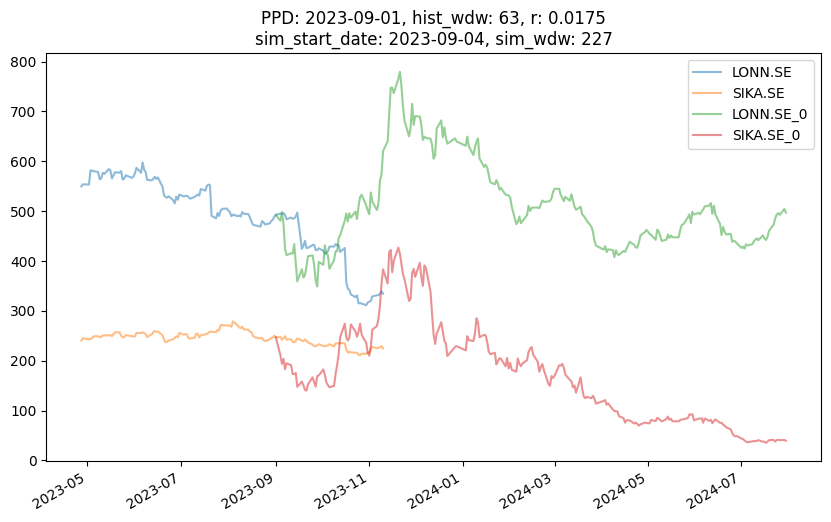 PPD: 2023-09-01, hist_wdw: 63, r: 0.0175
sim_start_date: 2023-09-04, sim_wdw: 227
800
700
600
500
400
300
200
100
0
LONN.SE
SIKA.SE
LONN.SE_0
SIKA.SE_0
2023-05
2023-07
2023-09
2023-11
2024-01
2024-03
2024-05
2024-07